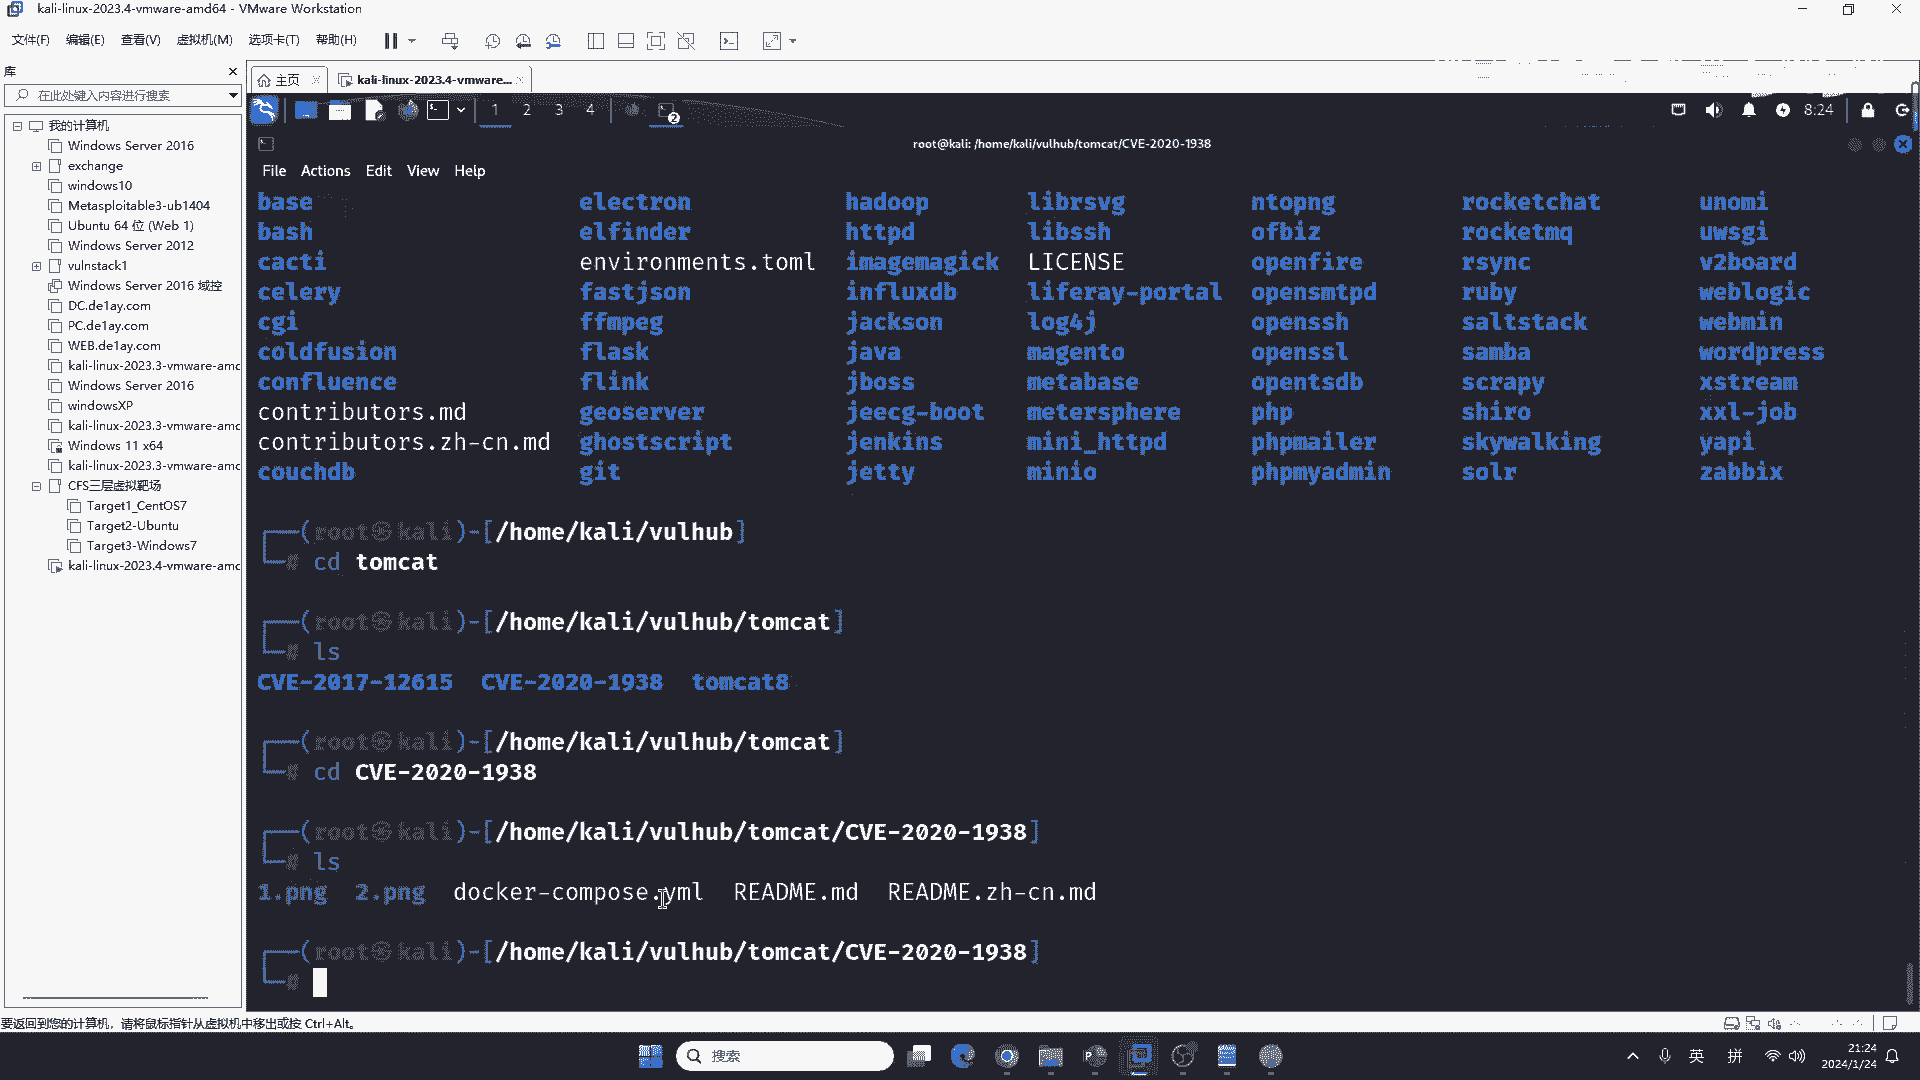 kali-linux-2023.4-vmware-amd64 - VMware Workstation
文件(F) 编辑(E) 查看(V) 虚拟机(M) 选项卡(T) 帮助(H)
库
主页 kali-linux-2023.4-vmware...
在此处键入内容进行搜索
我的计算机
Windows Server 2016
exchange
windows10
Metasploitable3-ub1404
Ubuntu 64 位 (Web 1)
Windows Server 2012
vulnstack1
Windows Server 2016 域控
DC.de1ay.com
PC.de1ay.com
WEB.de1ay.com
kali-linux-2023.3-vmware-amd
Windows Server 2016
windowsXP
kali-linux-2023.3-vmware-amd
Windows 11 x64
kali-linux-2023.3-vmware-amd
CFS三层虚拟靶场
Target1_CentOS7
Target2-Ubuntu
Target3-Windows7
kali-linux-2023.4-vmware-amd
1 2 3 4 2 8:24
root@kali: /home/kali/vulhub/tomcat/CVE-2020-1938
File Actions Edit View Help
base electron hadoop librsvg ntopng rocketchat unomi
bash elfinder httpd libssh ofbiz rocketmq uwsgi
cacti environments.toml imagemagick LICENSE openfire rsync v2board
celery fastjson influxdb liferay-portal opensmtpd ruby weblogic
cgi ffmpeg jackson log4j openssh saltstack webmin
coldfusion flask java magento openssl samba wordpress
confluence flink jboss metabase opentsdb scrapy xstream
contributors.md geoserver jeecg-boot metersphere php shiro xxl-job
contributors.zh-cn.md ghostscript jenkins mini_httpd phpmailer skywalking yapi
couchdb git jetty minio phpmyadmin solr zabbix
(root㉿kali)-[/home/kali/vulhub]
# cd tomcat
(root㉿kali)-[/home/kali/vulhub/tomcat]
# ls
CVE-2017-12615 CVE-2020-1938 tomcat8
(root㉿kali)-[/home/kali/vulhub/tomcat]
# cd CVE-2020-1938
(root㉿kali)-[/home/kali/vulhub/tomcat/CVE-2020-1938]
# ls
1.png 2.png docker-compose.yml README.md README.zh-cn.md
(root㉿kali)-[/home/kali/vulhub/tomcat/CVE-2020-1938]
#
要返回到您的计算机，请将鼠标指针从虚拟机中移出或按 Ctrl+Alt。
搜索
英 拼
21:24
2024/1/24